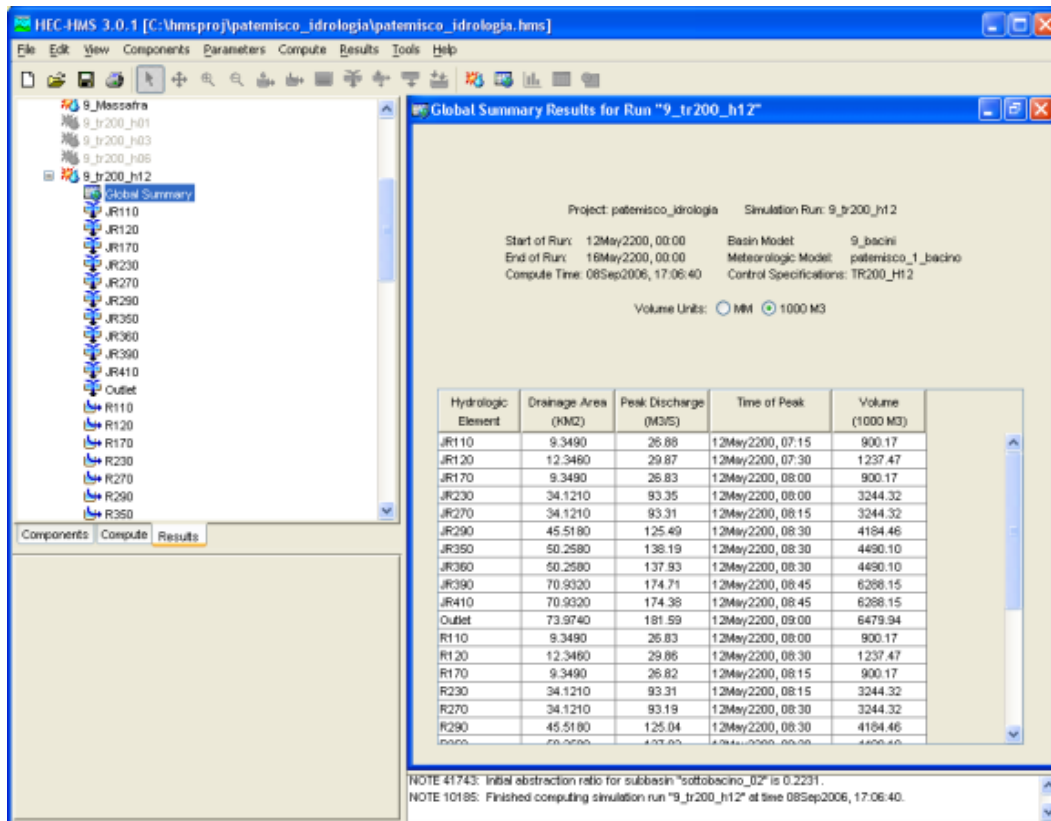 HEC-HMS 3.0.1 [C:\hmsproj\patemisco_idrologia\patemisco_idrologia.hms]
File Edit View Components Parameters Compute Results Tools Help
9_Massafra
9_tr200_h01
9_tr200_h03
9_tr200_h06
9_tr200_h12
Global Summary
JR110
JR120
JR170
JR230
JR270
JR290
JR350
JR360
JR390
JR410
Outlet
R110
R120
R170
R230
R270
R290
R350
Components Compute Results
Global Summary Results for Run "9_tr200_h12"
Project: patemisco_idrologia Simulation Run: 9_tr200_h12
Start of Run: 12May2200, 00:00 Basin Model: 9_bacini
End of Run: 16May2200, 00:00 Meteorologic Model: patemisco_1_bacino
Compute Time: 08Sep2006, 17:06:40 Control Specifications: TR200_H12
Volume Units: MM 1000 M3
Hydrologic Element Drainage Area (KM2) Peak Discharge (M3/S) Time of Peak Volume (1000 M3)
JR110 9.3490 26.88 12May2200, 07:15 900.17
JR120 12.3460 29.87 12May2200, 07:30 1237.47
JR170 9.3490 26.83 12May2200, 08:00 900.17
JR230 34.1210 93.35 12May2200, 08:00 3244.32
JR270 34.1210 93.31 12May2200, 08:15 3244.32
JR290 45.5180 125.49 12May2200, 08:30 4184.46
JR350 50.2580 138.19 12May2200, 08:30 4490.10
JR360 50.2580 137.93 12May2200, 08:30 4490.10
JR390 70.9320 174.71 12May2200, 08:45 6288.15
JR410 70.9320 174.38 12May2200, 08:45 6288.15
Outlet 73.9740 181.59 12May2200, 09:00 6479.94
R110 9.3490 26.83 12May2200, 08:00 900.17
R120 12.3460 29.86 12May2200, 08:30 1237.47
R170 9.3490 26.82 12May2200, 08:15 900.17
R230 34.1210 93.31 12May2200, 08:15 3244.32
R270 34.1210 93.19 12May2200, 08:30 3244.32
R290 45.5180 125.04 12May2200, 08:30 4184.46
NOTE 41743: Initial abstraction ratio for subbasin "sottobacino_02" is 0.2231.
NOTE 10185: Finished computing simulation run "9_tr200_h12" at time 08Sep2006, 17:06:40.